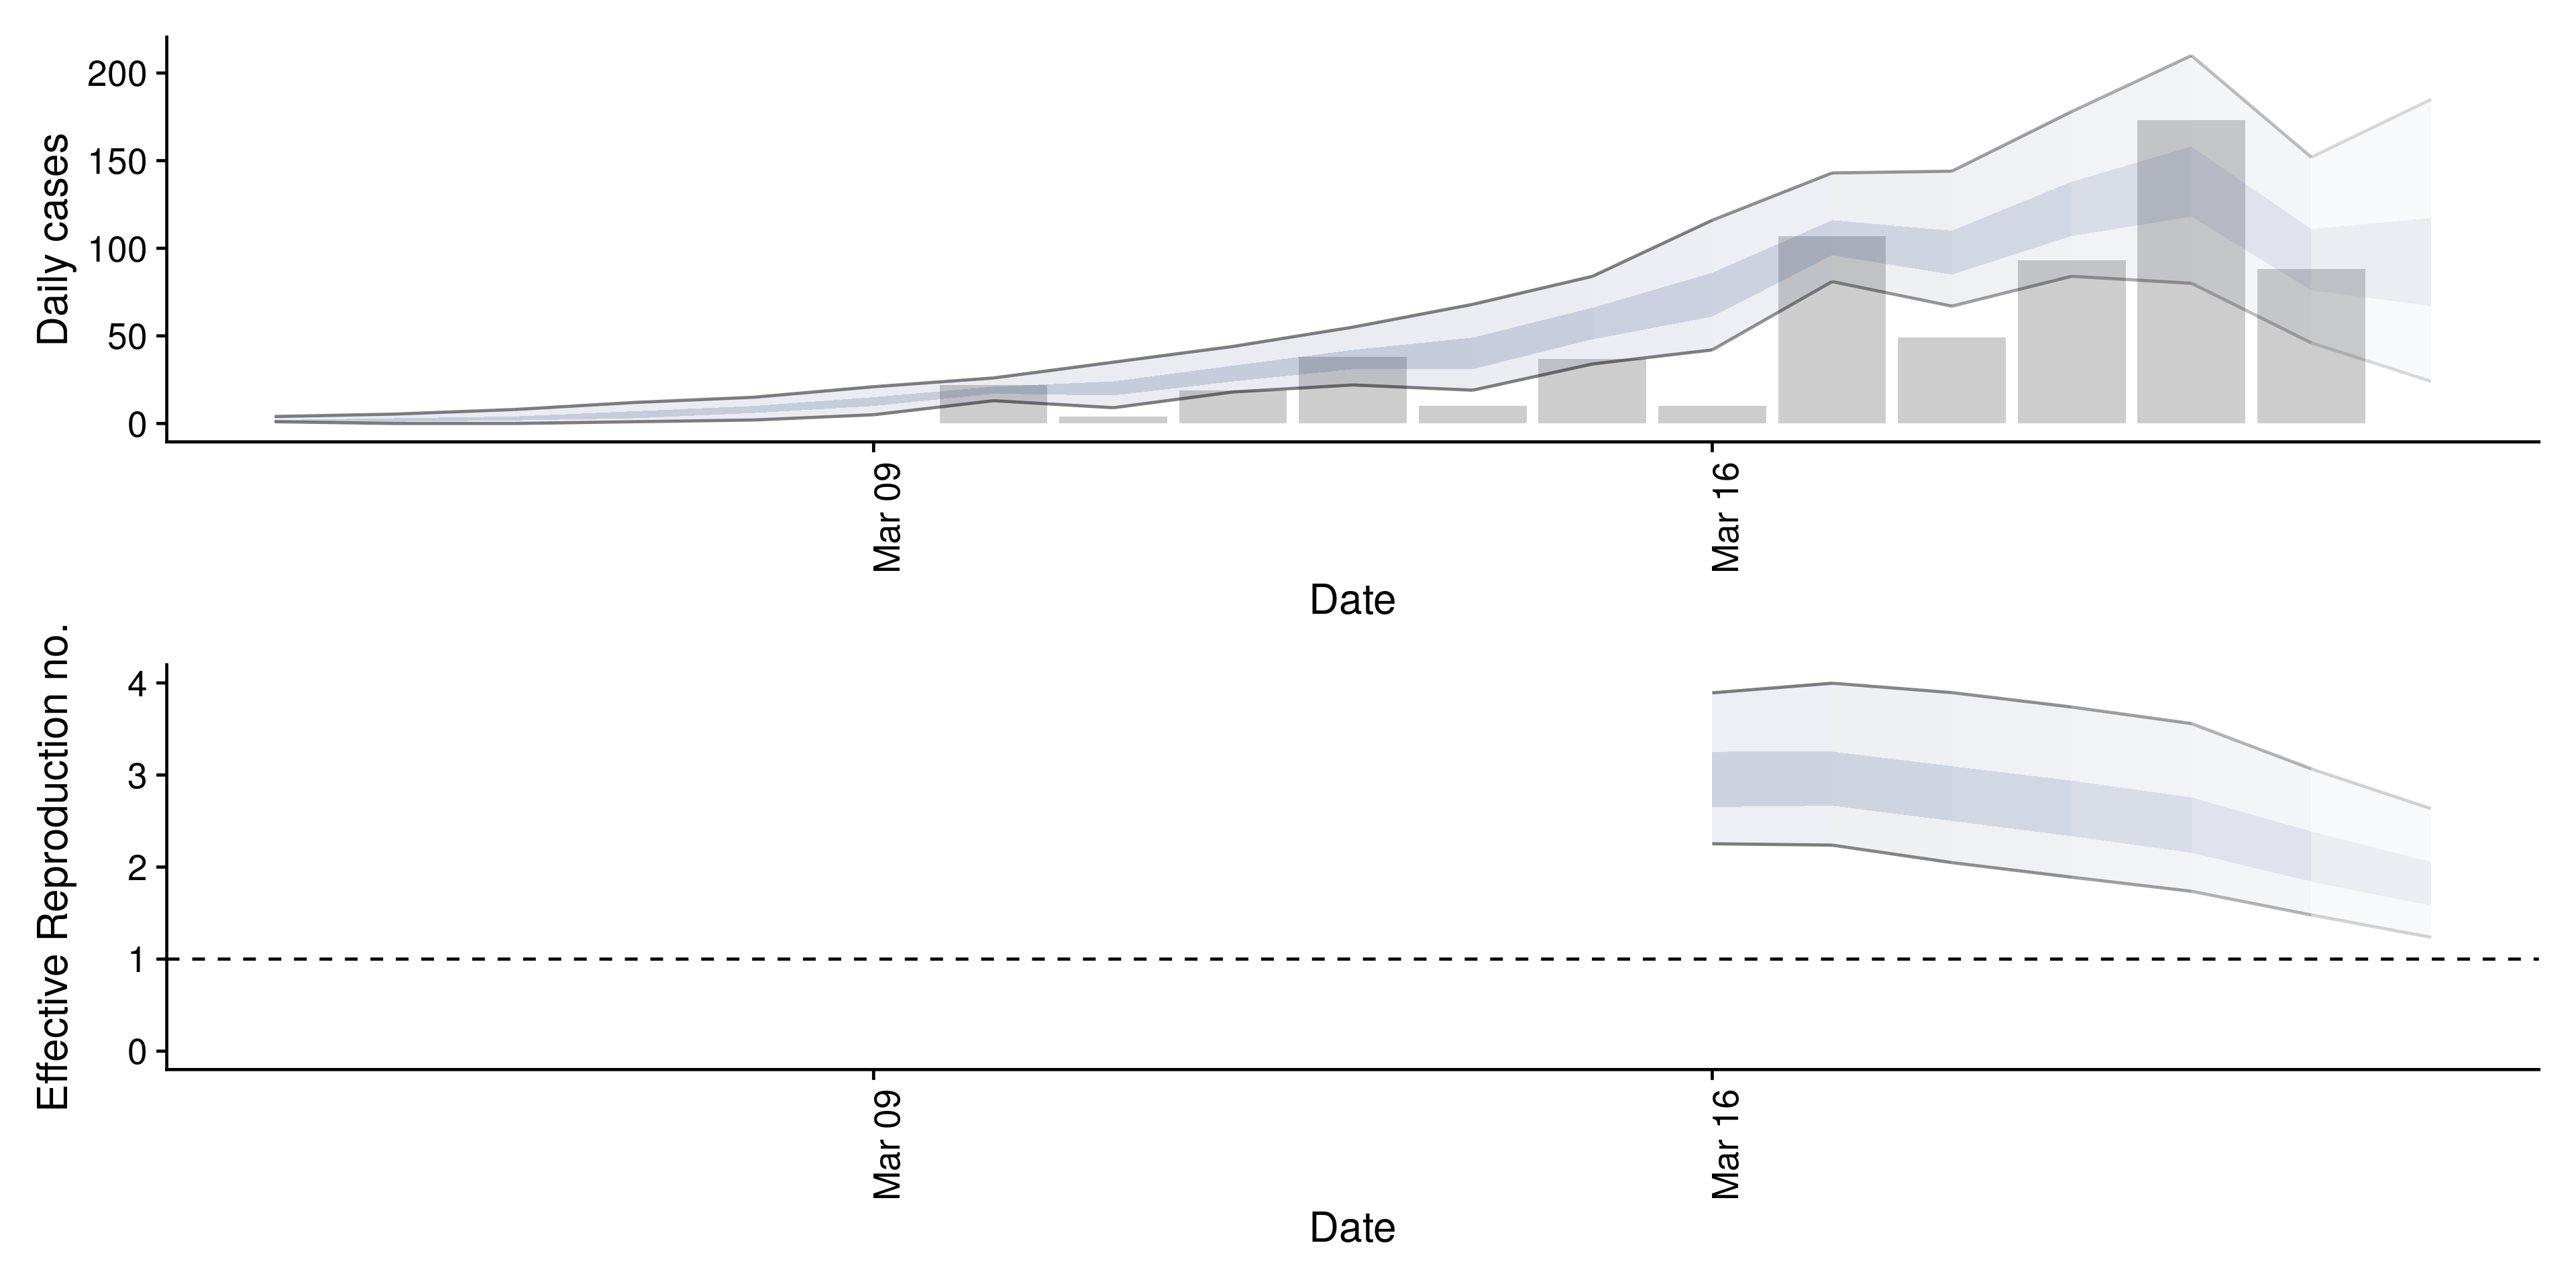 Daily cases
200
150
100
50
0
Mar 09
Mar 16
Date
Effective Reproduction no.
4
3
2
1
0
Mar 09
Mar 16
Date